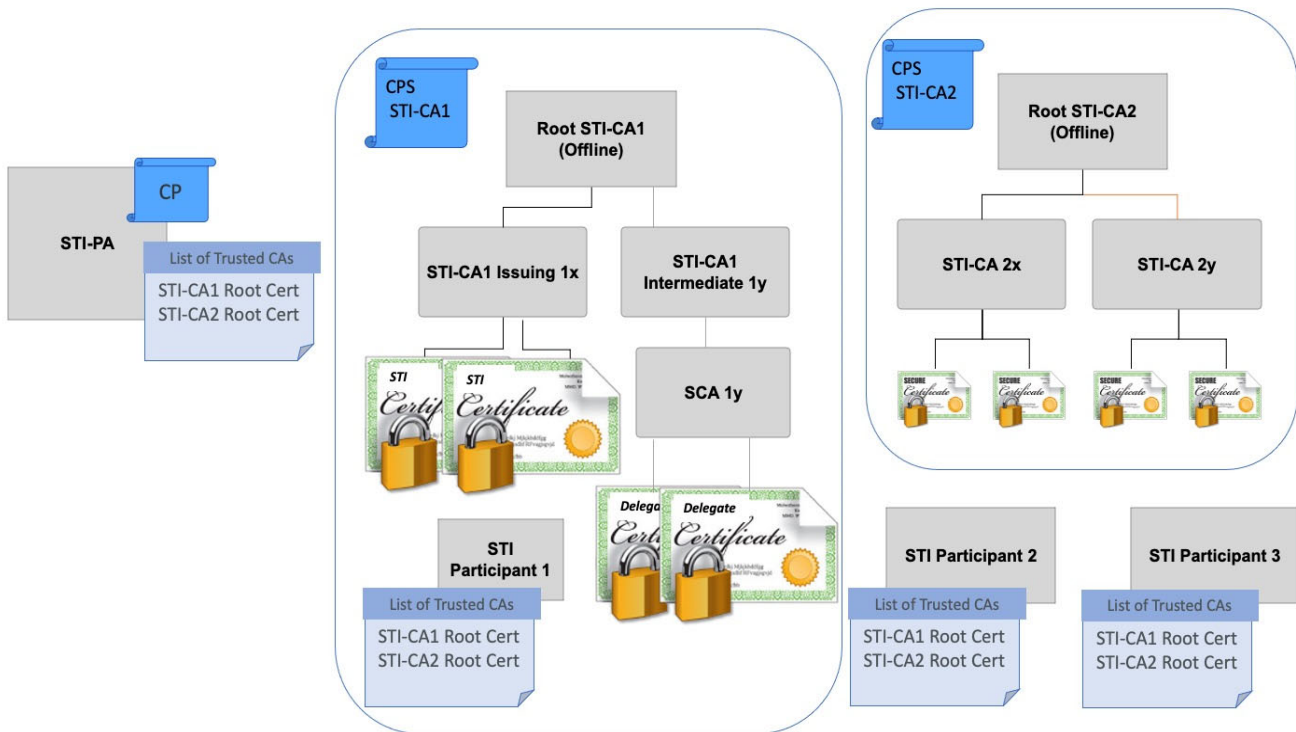 CPS
STI-CA1
Root STI-CA1
(Offline)
STI-CA1 Issuing 1x
STI-CA1
Intermediate 1y
SCA 1y
STI
Certificate
STI
Certificate
Delegate
Certificate
STI
Participant 1
List of Trusted CAs
STI-CA1 Root Cert
STI-CA2 Root Cert
CP
STI-PA
List of Trusted CAs
STI-CA1 Root Cert
STI-CA2 Root Cert
CPS
STI-CA2
Root STI-CA2
(Offline)
STI-CA 2x
STI-CA 2y
SECURE
Certificate
SECURE
Certificate
SECURE
Certificate
SECURE
Certificate
STI Participant 2
List of Trusted CAs
STI-CA1 Root Cert
STI-CA2 Root Cert
STI Participant 3
List of Trusted CAs
STI-CA1 Root Cert
STI-CA2 Root Cert